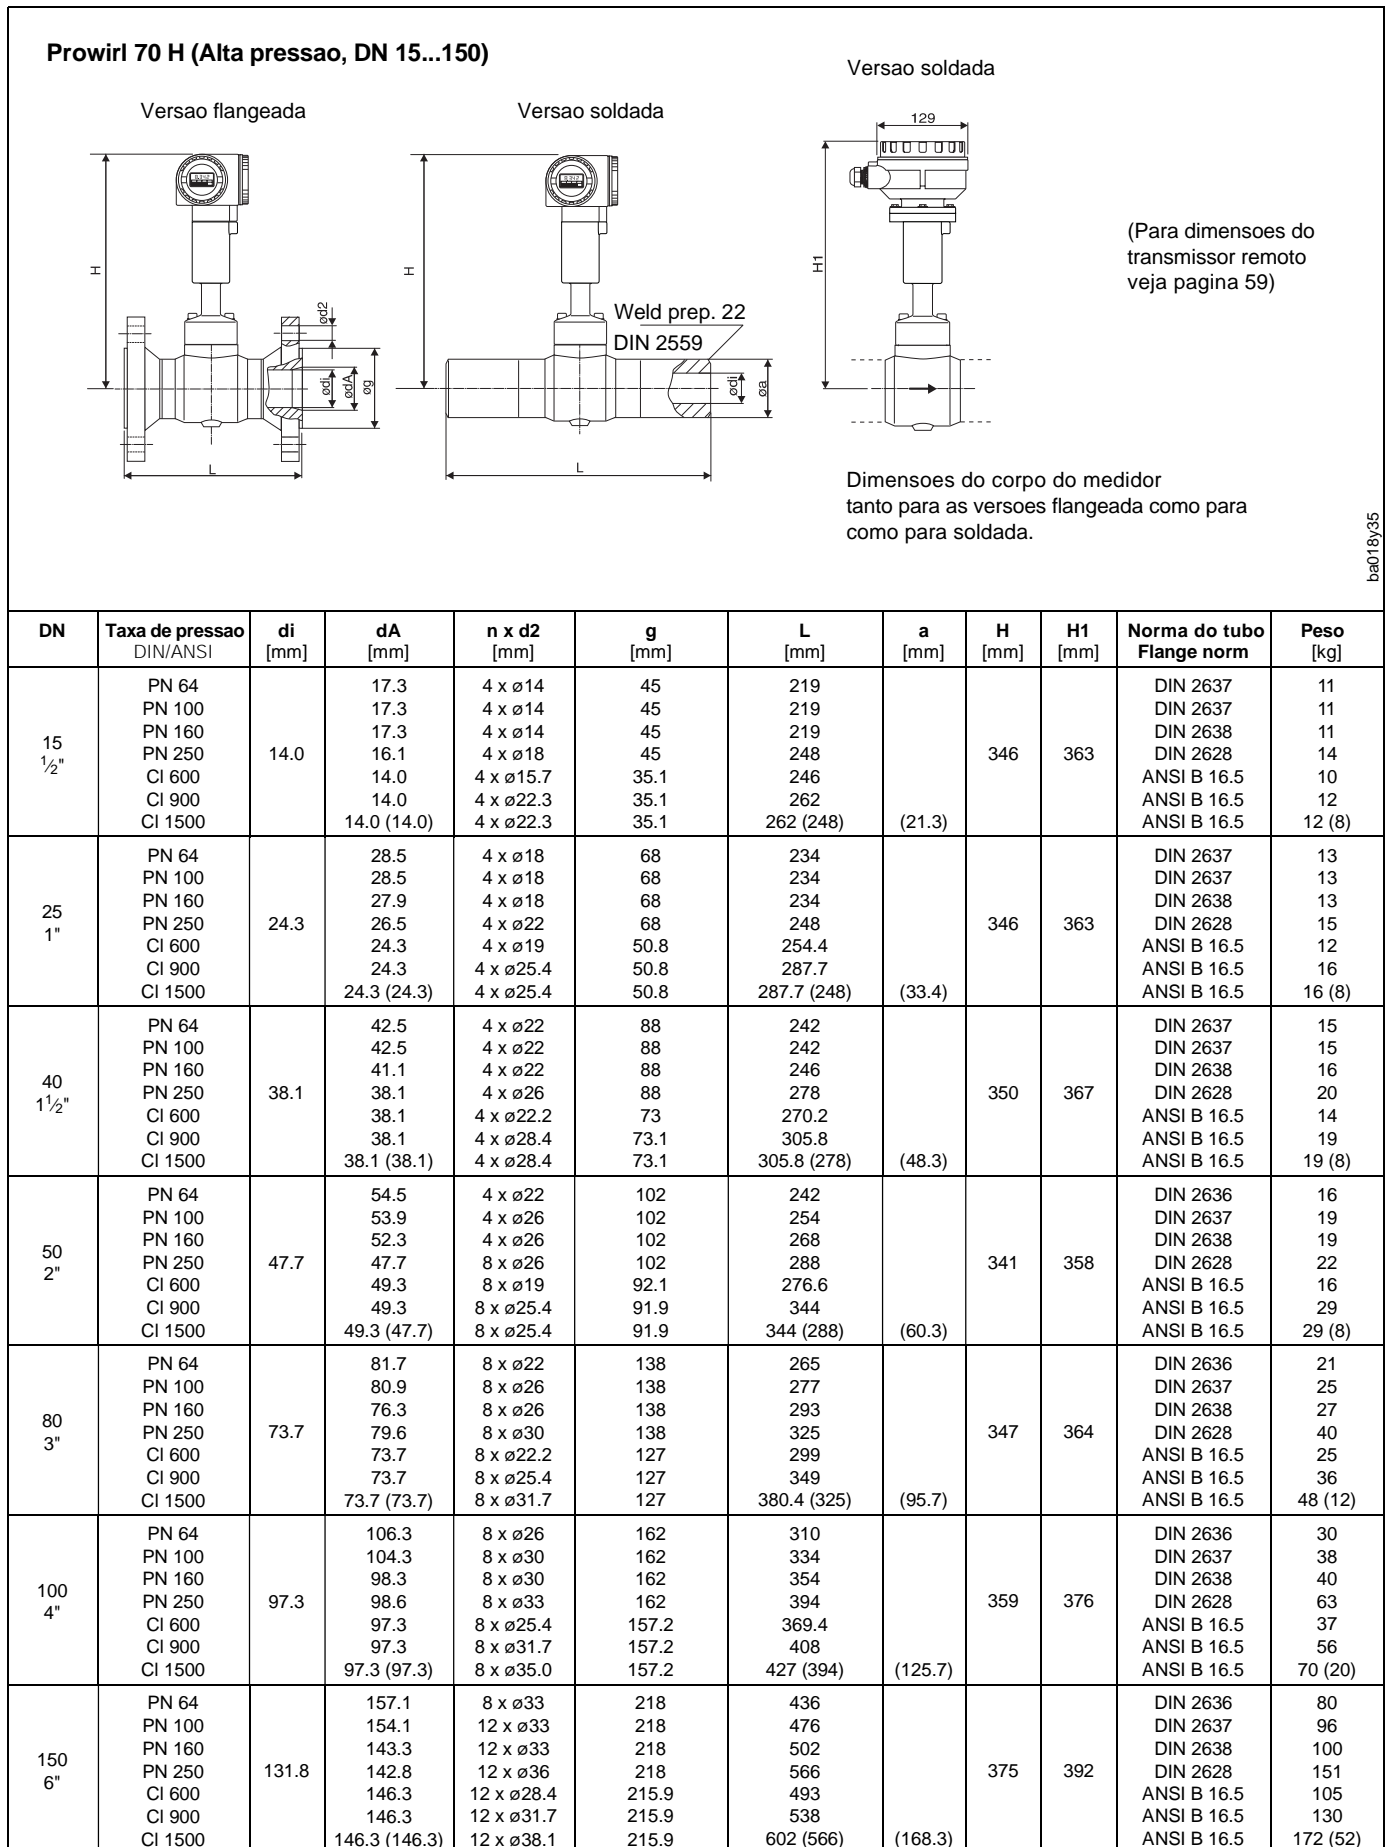 Prowirl 70 H (Alta pressao, DN 15...150)
Versao soldada
Versao flangeada
Versao soldada
129
H
H
H1
(Para dimensoes do
transmissor remoto
veja pagina 59)
Weld prep. 22
DIN 2559
ød2
ødi
ødA
øg
ødi
øa
L
L
Dimensoes do corpo do medidor
tanto para as versoes flangeada como para
como para soldada.
ba018y35
DN Taxa de pressao di dA n x d2 g L a H H1 Norma do tubo Peso
DIN/ANSI [mm] [mm] [mm] [mm] [mm] [mm] [mm] [mm] Flange norm [kg]
PN 64 17.3 4 x ø14 45 219 DIN 2637 11
PN 100 17.3 4 x ø14 45 219 DIN 2637 11
PN 160 17.3 4 x ø14 45 219 DIN 2638 11
15 ½" PN 250 14.0 16.1 4 x ø18 45 248 346 363 DIN 2628 14
Cl 600 14.0 4 x ø15.7 35.1 246 ANSI B 16.5 10
Cl 900 14.0 4 x ø22.3 35.1 262 ANSI B 16.5 12
Cl 1500 14.0 (14.0) 4 x ø22.3 35.1 262 (248) (21.3) ANSI B 16.5 12 (8)
PN 64 28.5 4 x ø18 68 234 DIN 2637 13
PN 100 28.5 4 x ø18 68 234 DIN 2637 13
PN 160 27.9 4 x ø18 68 234 DIN 2638 13
25 1" PN 250 24.3 26.5 4 x ø22 68 248 346 363 DIN 2628 15
Cl 600 24.3 4 x ø19 50.8 254.4 ANSI B 16.5 12
Cl 900 24.3 4 x ø25.4 50.8 287.7 ANSI B 16.5 16
Cl 1500 24.3 (24.3) 4 x ø25.4 50.8 287.7 (248) (33.4) ANSI B 16.5 16 (8)
PN 64 42.5 4 x ø22 88 242 DIN 2637 15
PN 100 42.5 4 x ø22 88 242 DIN 2637 15
PN 160 41.1 4 x ø22 88 246 DIN 2638 16
40 1½" PN 250 38.1 38.1 4 x ø26 88 278 350 367 DIN 2628 20
Cl 600 38.1 4 x ø22.2 73 270.2 ANSI B 16.5 14
Cl 900 38.1 4 x ø28.4 73.1 305.8 ANSI B 16.5 19
Cl 1500 38.1 (38.1) 4 x ø28.4 73.1 305.8 (278) (48.3) ANSI B 16.5 19 (8)
PN 64 54.5 4 x ø22 102 242 DIN 2636 16
PN 100 53.9 4 x ø26 102 254 DIN 2637 19
PN 160 52.3 4 x ø26 102 268 DIN 2638 19
50 2" PN 250 47.7 47.7 8 x ø26 102 288 341 358 DIN 2628 22
Cl 600 49.3 8 x ø19 92.1 276.6 ANSI B 16.5 16
Cl 900 49.3 8 x ø25.4 91.9 344 ANSI B 16.5 29
Cl 1500 49.3 (47.7) 8 x ø25.4 91.9 344 (288) (60.3) ANSI B 16.5 29 (8)
PN 64 81.7 8 x ø22 138 265 DIN 2636 21
PN 100 80.9 8 x ø26 138 277 DIN 2637 25
PN 160 76.3 8 x ø26 138 293 DIN 2638 27
80 3" PN 250 73.7 79.6 8 x ø30 138 325 347 364 DIN 2628 40
Cl 600 73.7 8 x ø22.2 127 299 ANSI B 16.5 25
Cl 900 73.7 8 x ø25.4 127 349 ANSI B 16.5 36
Cl 1500 73.7 (73.7) 8 x ø31.7 127 380.4 (325) (95.7) ANSI B 16.5 48 (12)
PN 64 106.3 8 x ø26 162 310 DIN 2636 30
PN 100 104.3 8 x ø30 162 334 DIN 2637 38
PN 160 98.3 8 x ø30 162 354 DIN 2638 40
100 4" PN 250 97.3 98.6 8 x ø33 162 394 359 376 DIN 2628 63
Cl 600 97.3 8 x ø25.4 157.2 369.4 ANSI B 16.5 37
Cl 900 97.3 8 x ø31.7 157.2 408 ANSI B 16.5 56
Cl 1500 97.3 (97.3) 8 x ø35.0 157.2 427 (394) (125.7) ANSI B 16.5 70 (20)
PN 64 157.1 8 x ø33 218 436 DIN 2636 80
PN 100 154.1 12 x ø33 218 476 DIN 2637 96
PN 160 143.3 12 x ø33 218 502 DIN 2638 100
150 6" PN 250 131.8 142.8 12 x ø36 218 566 375 392 DIN 2628 151
Cl 600 146.3 12 x ø28.4 215.9 493 ANSI B 16.5 105
Cl 900 146.3 12 x ø31.7 215.9 538 ANSI B 16.5 130
Cl 1500 146.3 (146.3) 12 x ø38.1 215.9 602 (566) (168.3) ANSI B 16.5 172 (52)